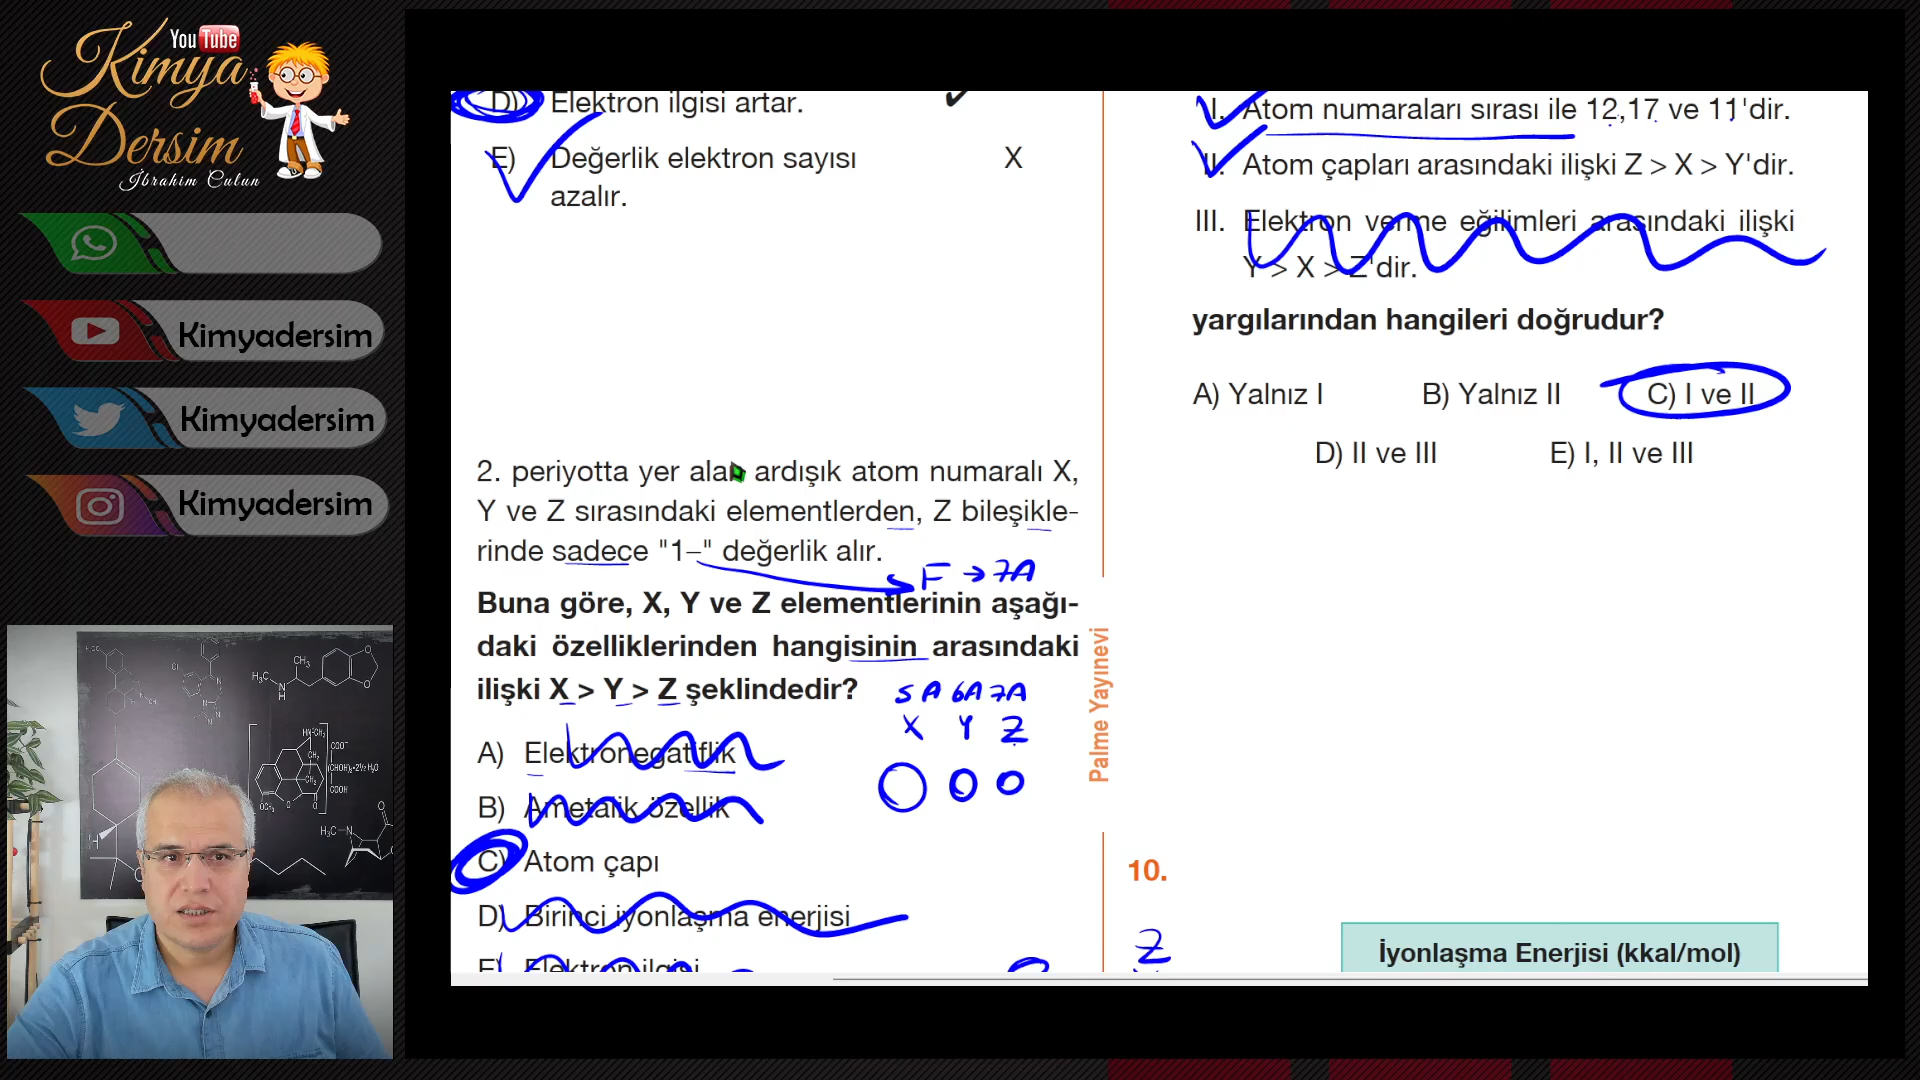 You Tube
Kimya
Dersim
İbrahim Culun
Kimyadersim
Kimyadersim
Kimyadersim
D) Elektron ilgisi artar. ✓
E) Değerlik elektron sayısı X
azalır.
2. periyotta yer alan ardışık atom numaralı X,
Y ve Z sırasındaki elementlerden, Z bileşikle-
rinde sadece "1–" değerlik alır.
F → 7A
Buna göre, X, Y ve Z elementlerinin aşağı-
daki özelliklerinden hangisinin arasındaki
ilişki X > Y > Z şeklindedir?
5A 6A 7A
X Y Z
A) Elektronegatiflik
B) Ametalik özellik
C) Atom çapı
D) Birinci iyonlaşma enerjisi
E) Elektron ilgisi
Palme Yayınevi
I. Atom numaraları sırası ile 12,17 ve 11'dir.
II. Atom çapları arasındaki ilişki Z > X > Y'dir.
III. Elektron verme eğilimleri arasındaki ilişki
Y > X > Z'dir.
yargılarından hangileri doğrudur?
A) Yalnız I B) Yalnız II C) I ve II
D) II ve III E) I, II ve III
10.
Z
İyonlaşma Enerjisi (kkal/mol)